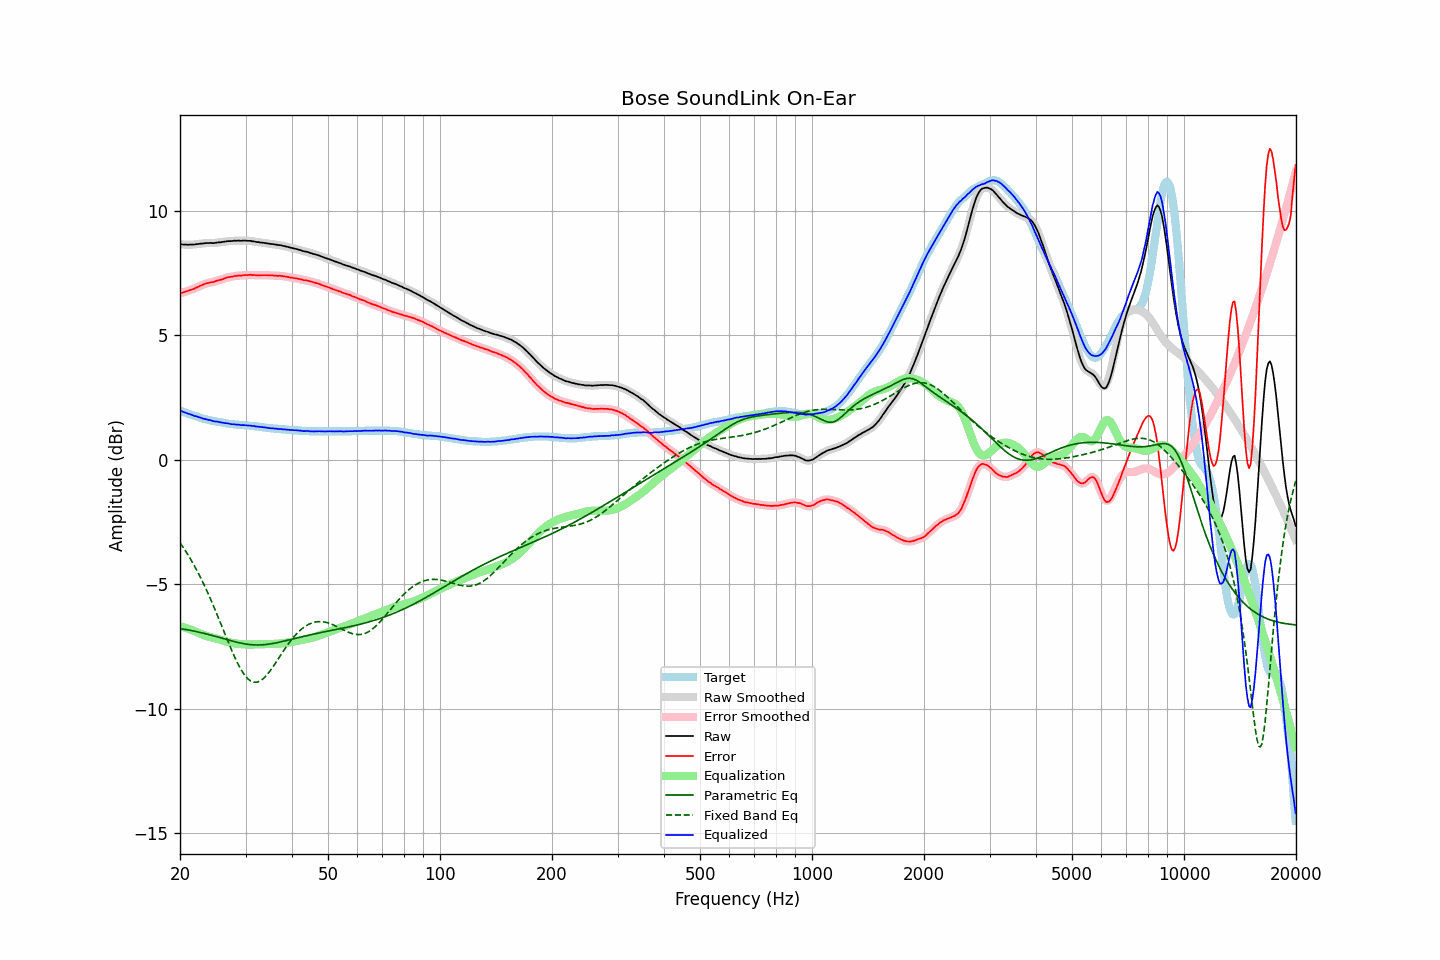 Bose SoundLink On-Ear
Amplitude (dBr)
10
5
0
−5
−10
−15
Target
Raw Smoothed
Error Smoothed
Raw
Error
Equalization
Parametric Eq
Fixed Band Eq
Equalized
20
50
100
200
500
1000
2000
5000
10000
20000
Frequency (Hz)